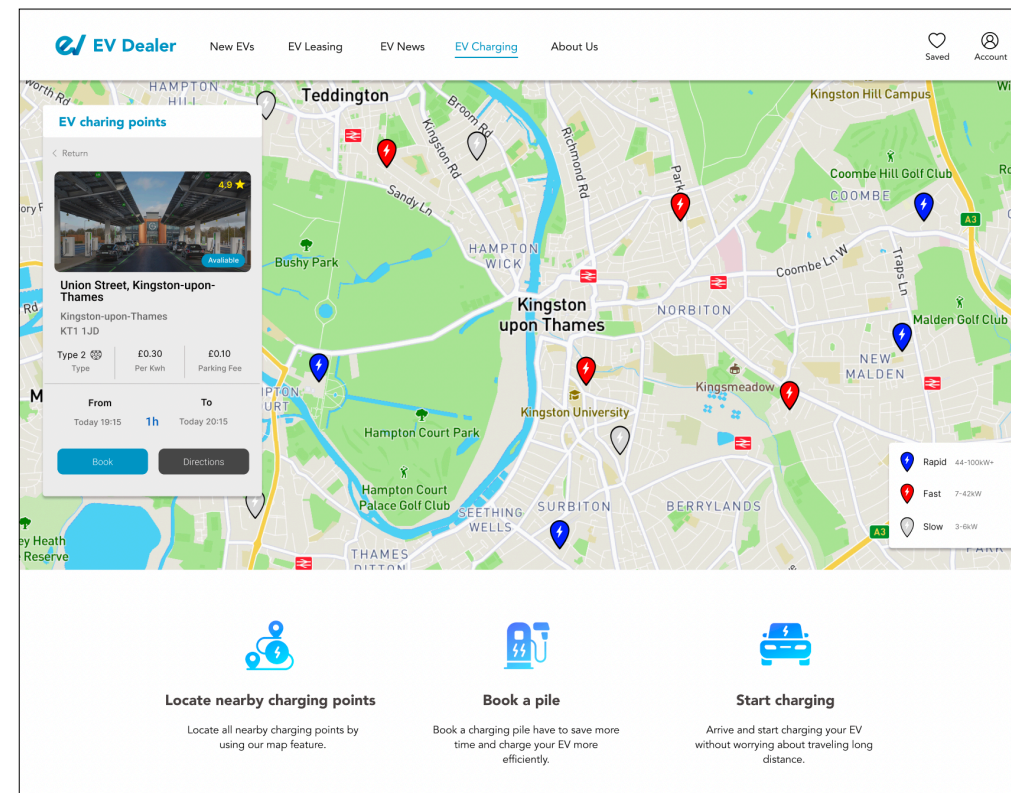 EV Dealer
New EVs
EV Leasing
EV News
EV Charging
About Us
Saved
Account
EV charing points
< Return
4.9
Avaliable
Union Street, Kingston-upon-
Thames
Kingston-upon-Thames
KT1 1JD
Type 2
Type
£0.30
Per Kwh
£0.10
Parking Fee
From
Today 19:15
1h
To
Today 20:15
Book
Directions
HAMPTON
HILL
Teddington
Broom Rd
Kingston Rd
Sandy Ln
Richmond Rd
Park
Kingston Hill Campus
Coombe Hill Golf Club
COOMBE
A3
Coombe Ln W
Traps Ln
Malden Golf Club
Bushy Park
HAMPTON
WICK
Kingston
upon Thames
NORBITON
NEW
MALDEN
Kingsmeadow
Kingston University
Hampton Court Park
Hampton Court
Palace Golf Club
SEETHING
WELLS
SURBITON
BERRYLANDS
THAMES
DITTON
ey Heath
Reserve
A3
PARK
Rapid 44-100kW+
Fast 7-42kW
Slow 3-6kW
Locate nearby charging points
Locate all nearby charging points by
using our map feature.
Book a pile
Book a charging pile have to save more
time and charge your EV more
efficiently.
Start charging
Arrive and start charging your EV
without worrying about traveling long
distance.